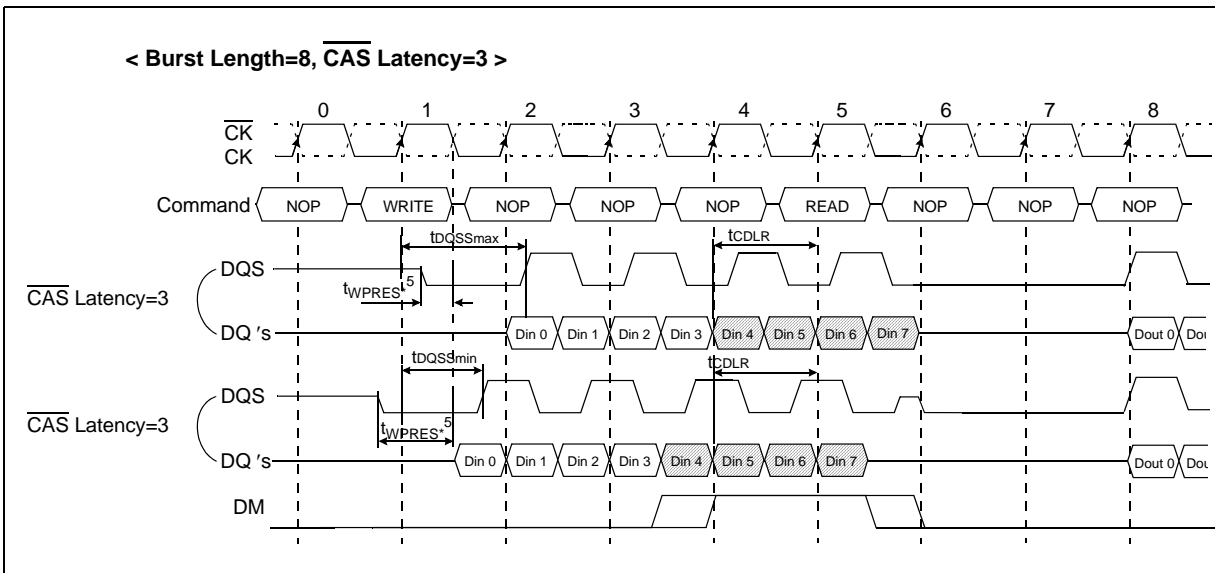 < Burst Length=8, CAS Latency=3 >
0 1 2 3 4 5 6 7 8
CK
CK
Command NOP WRITE NOP NOP NOP READ NOP NOP NOP
tDQSSmax tCDLR
DQS
tWPRES*5
CAS Latency=3
DQ 's Din 0 Din 1 Din 2 Din 3 Din 4 Din 5 Din 6 Din 7 Dout 0 Dou
tDQSSmin tCDLR
DQS
CAS Latency=3
tWPRES*5
DQ 's Din 0 Din 1 Din 2 Din 3 Din 4 Din 5 Din 6 Din 7 Dout 0 Dou
DM